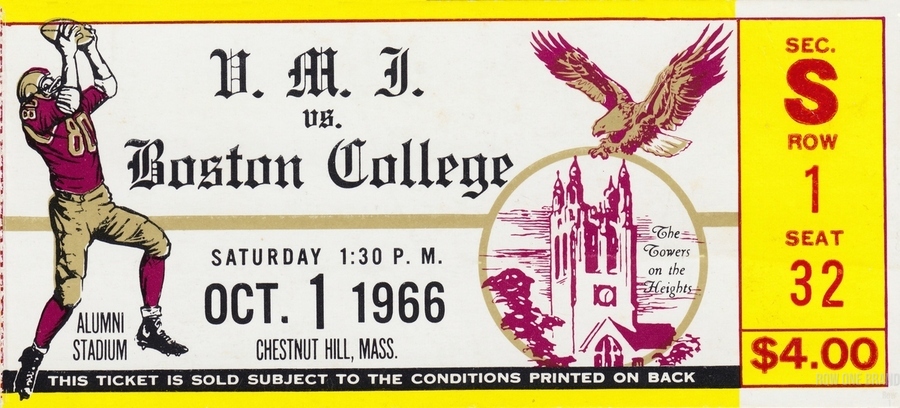 V. M. I.
vs.
Boston College
SATURDAY 1:30 P. M.
OCT. 1 1966
CHESTNUT HILL, MASS.
ALUMNI
STADIUM
80
The
Towers
on the
Heights
THIS TICKET IS SOLD SUBJECT TO THE CONDITIONS PRINTED ON BACK
SEC.
S
ROW
1
SEAT
32
$4.00